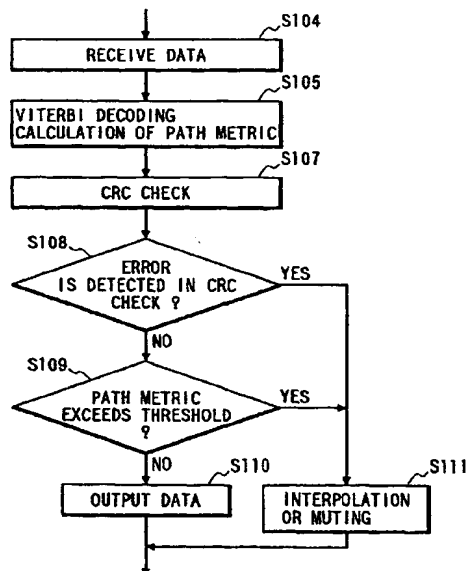 S104
RECEIVE DATA
S105
VITERBI DECODING
CALCULATION OF PATH METRIC
S107
CRC CHECK
S108
ERROR
IS DETECTED IN CRC
CHECK ?
YES
NO
S109
PATH METRIC
EXCEEDS THRESHOLD
?
YES
NO
S110
OUTPUT DATA
S111
INTERPOLATION
OR MUTING